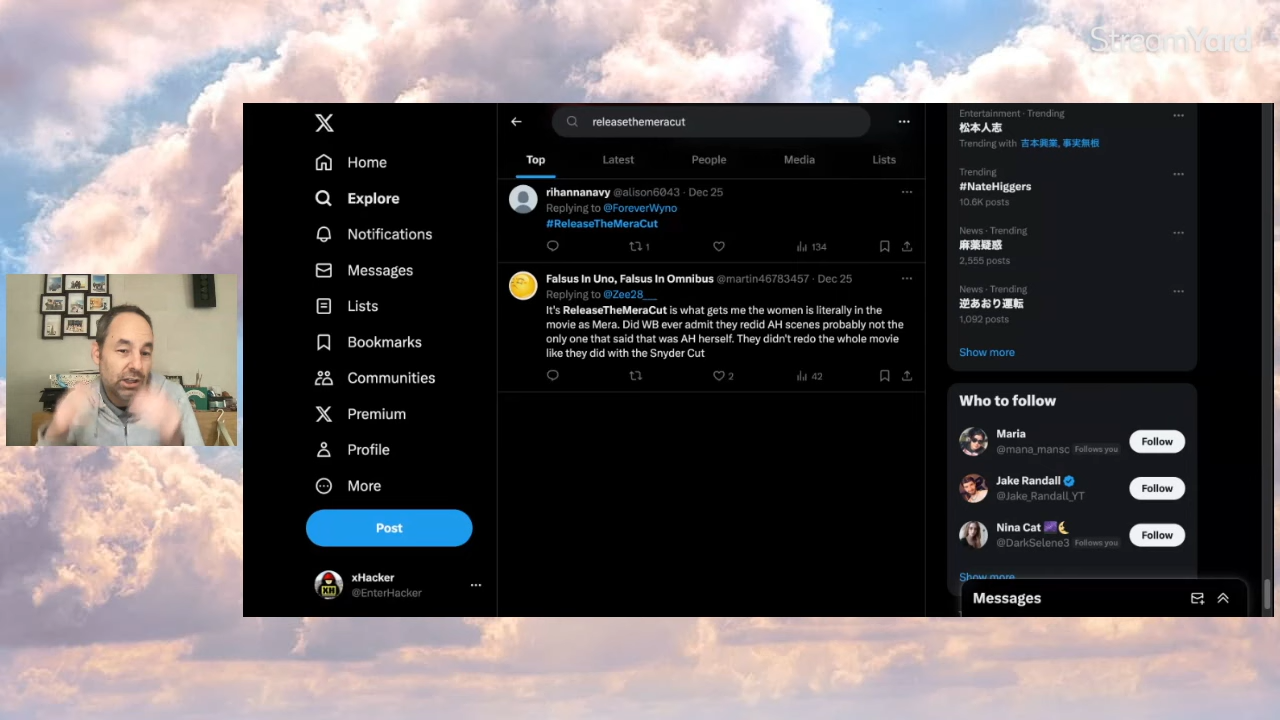 StreamYard
releasethemeracut
Home
Explore
Notifications
Messages
Lists
Bookmarks
Communities
Premium
Profile
More
Post
xHacker
@EnterHacker
Top
Latest
People
Media
Lists
rihannanavy @alison6043 · Dec 25
Replying to @ForeverWyno
#ReleaseTheMeraCut
1
134
Falsus In Uno, Falsus In Omnibus @martin46783457 · Dec 25
Replying to @Zee28___
It's ReleaseTheMeraCut is what gets me the women is literally in the
movie as Mera. Did WB ever admit they redid AH scenes probably not the
only one that said that was AH herself. They didn't redo the whole movie
like they did with the Snyder Cut
2
42
Entertainment · Trending
松本人志
Trending with 吉本興業, 事実無根
Trending
#NateHiggers
10.6K posts
News · Trending
麻薬疑惑
2,555 posts
News · Trending
逆あおり運転
1,092 posts
Show more
Who to follow
Maria
@mana_mansc Follows you
Follow
Jake Randall
@Jake_Randall_YT
Follow
Nina Cat
@DarkSelene3 Follows you
Follow
Show more
Messages